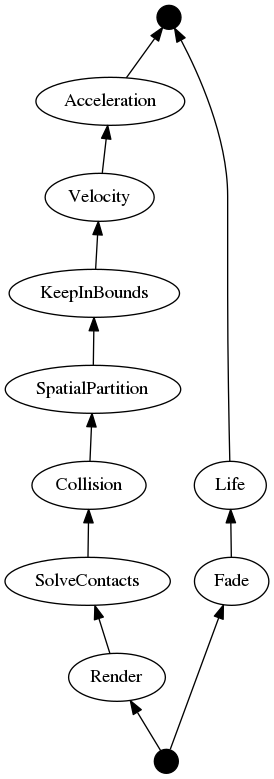 Acceleration
Velocity
KeepInBounds
SpatialPartition
Collision
Life
SolveContacts
Fade
Render